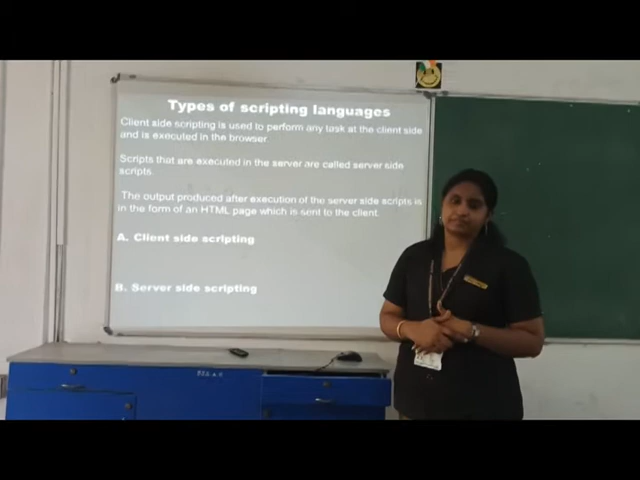 Types of scripting languages
Client side scripting is used to perform any task at the client side
and is executed in the browser.
Scripts that are executed in the server are called server side
scripts.
The output produced after execution of the server side scripts is
in the form of an HTML page which is sent to the client.
A. Client side scripting
B. Server side scripting